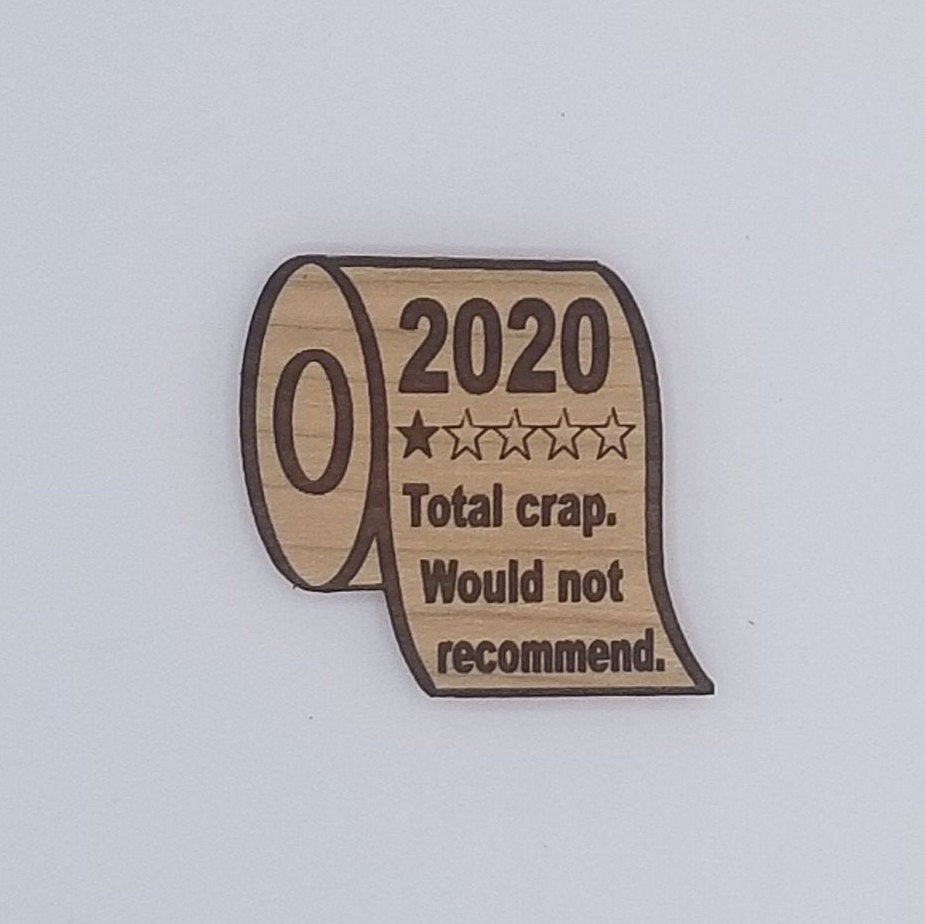 2020
★☆☆☆☆
Total crap.
Would not
recommend.